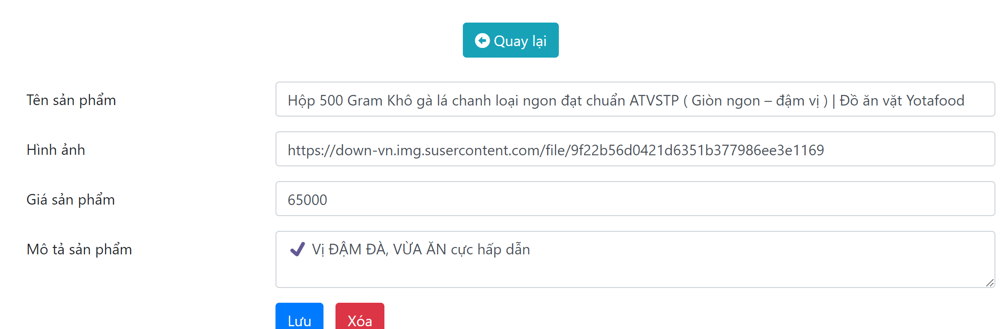 Quay lại
Tên sản phẩm
Hộp 500 Gram Khô gà lá chanh loại ngon đạt chuẩn ATVSTP ( Giòn ngon – đậm vị ) | Đồ ăn vặt Yotafood
Hình ảnh
https://down-vn.img.susercontent.com/file/9f22b56d0421d6351b377986ee3e1169
Giá sản phẩm
65000
Mô tả sản phẩm
✔ Vị ĐẬM ĐÀ, VỪA ĂN cực hấp dẫn
Lưu
Xóa